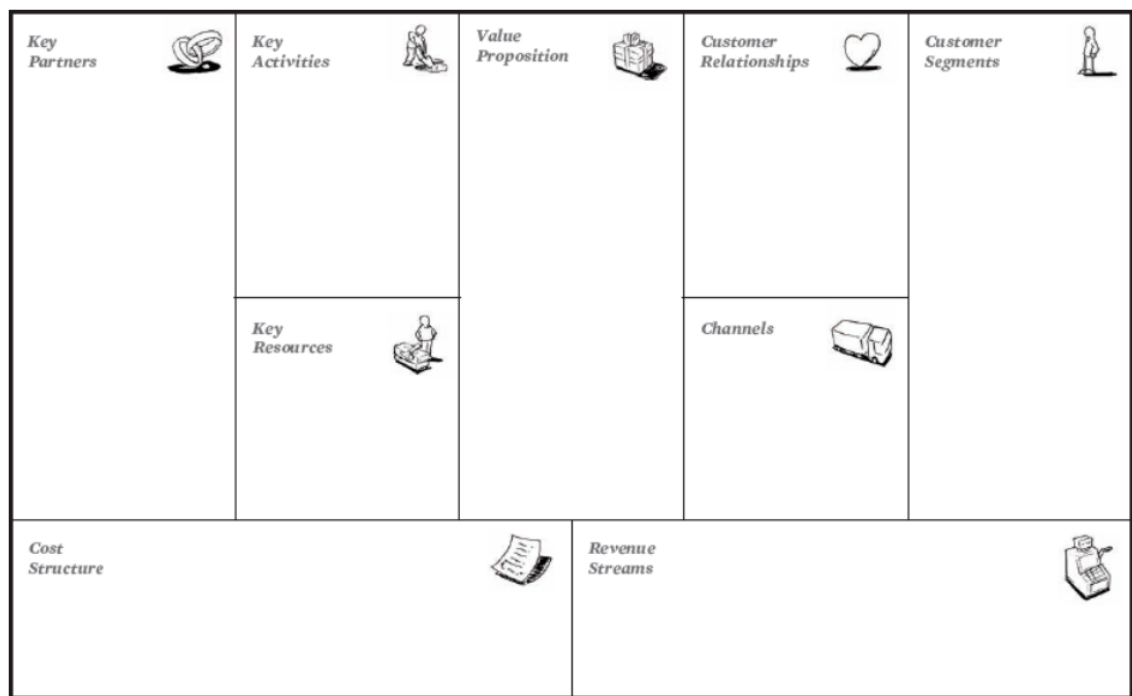 Key
Partners
Key
Activities
Value
Proposition
Customer
Relationships
Customer
Segments
Key
Resources
Channels
Cost
Structure
Revenue
Streams